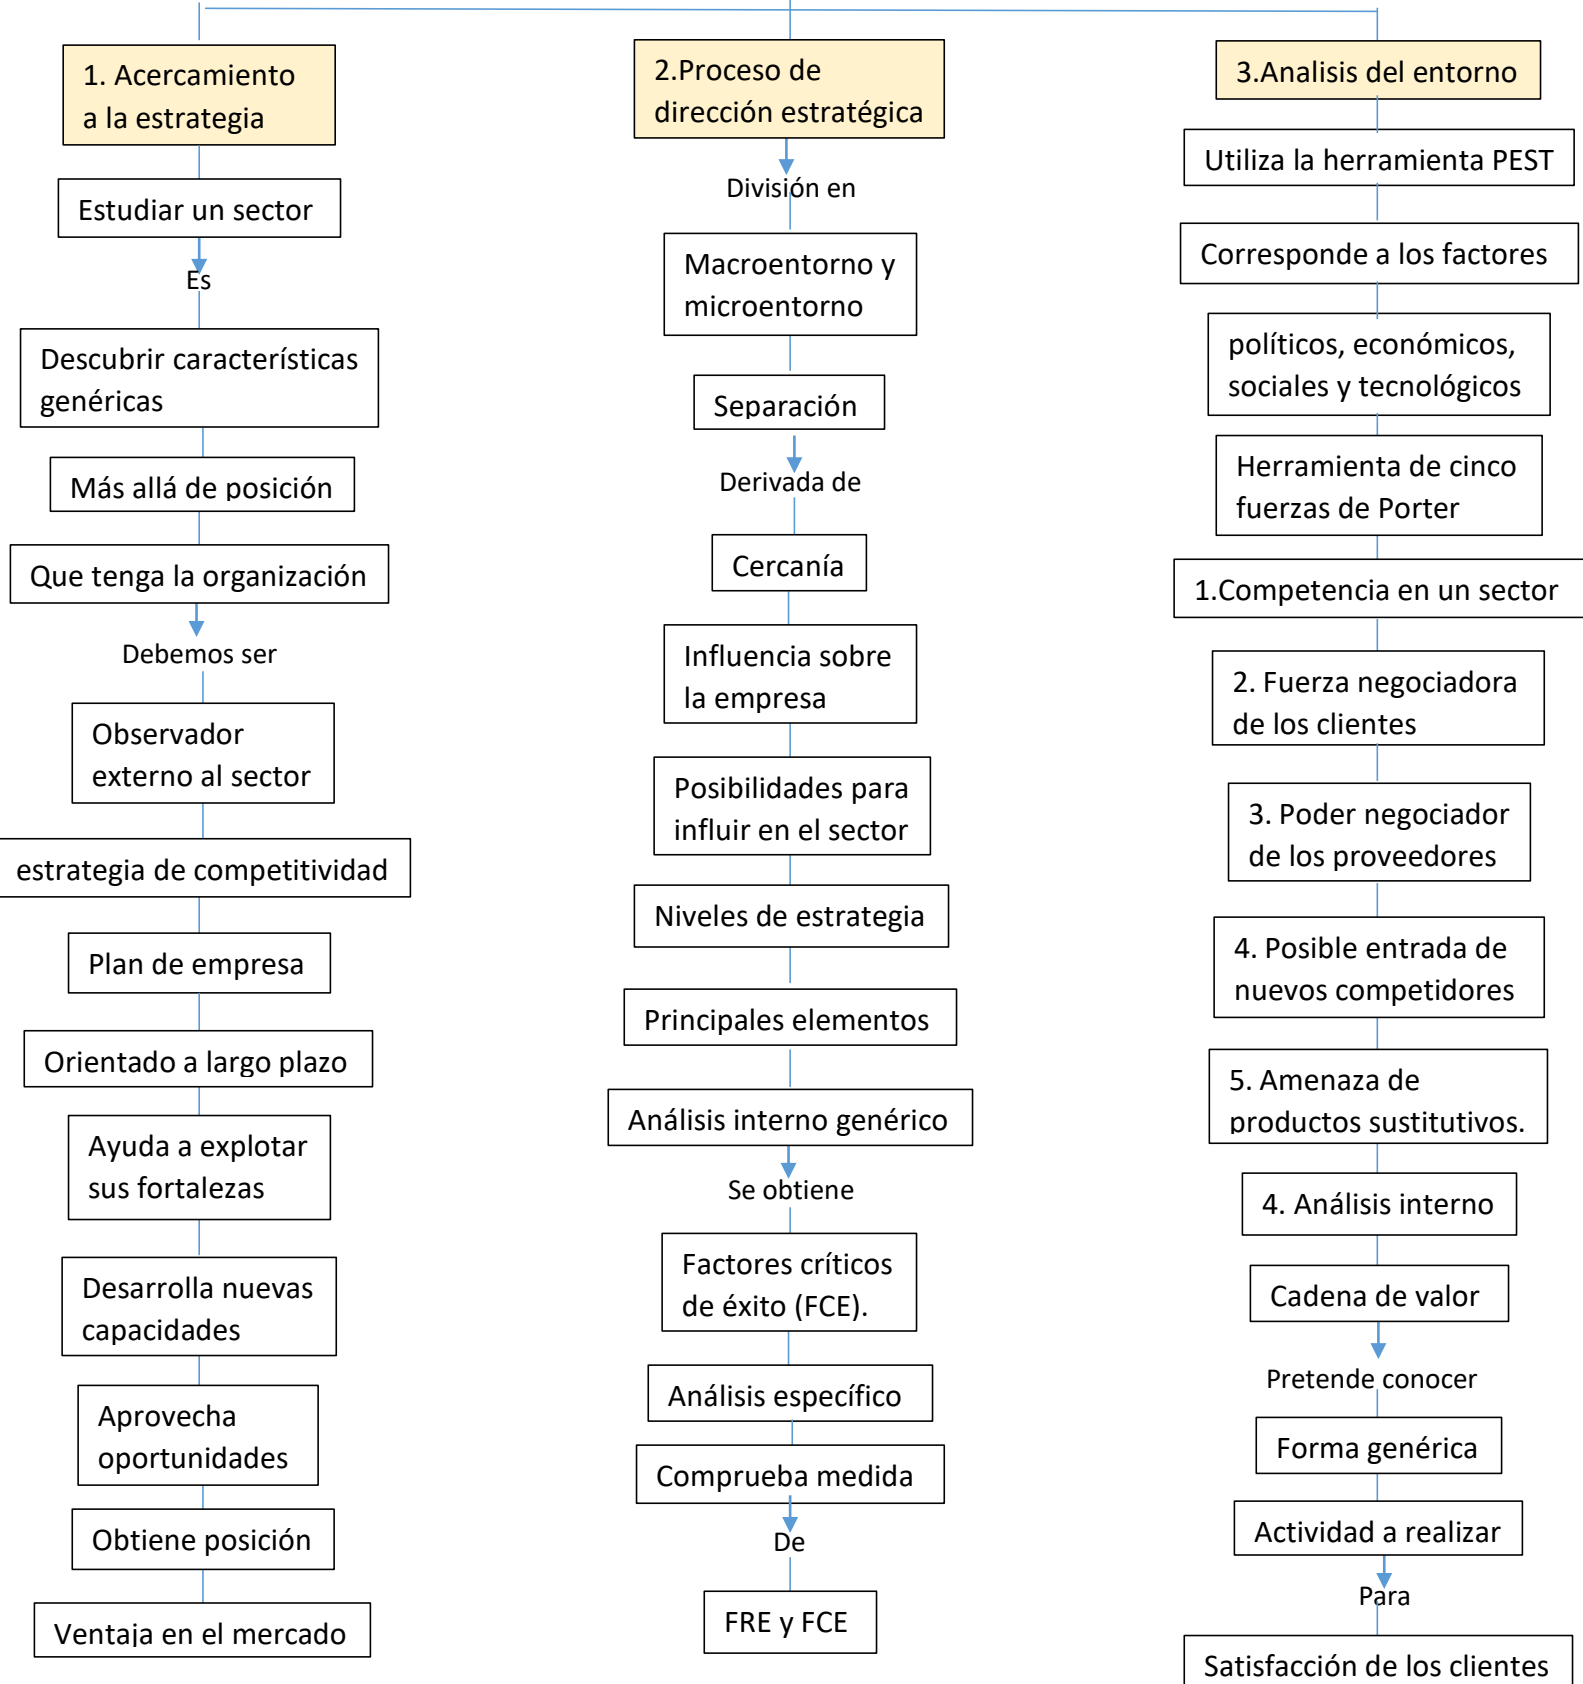 1. Acercamiento
a la estrategia
Estudiar un sector
Es
Descubrir características
genéricas
Más allá de posición
Que tenga la organización
Debemos ser
Observador
externo al sector
estrategia de competitividad
Plan de empresa
Orientado a largo plazo
Ayuda a explotar
sus fortalezas
Desarrolla nuevas
capacidades
Aprovecha
oportunidades
Obtiene posición
Ventaja en el mercado
2.Proceso de
dirección estratégica
División en
Macroentorno y
microentorno
Separación
Derivada de
Cercanía
Influencia sobre
la empresa
Posibilidades para
influir en el sector
Niveles de estrategia
Principales elementos
Análisis interno genérico
Se obtiene
Factores críticos
de éxito (FCE).
Análisis específico
Comprueba medida
De
FRE y FCE
3.Analisis del entorno
Utiliza la herramienta PEST
Corresponde a los factores
políticos, económicos,
sociales y tecnológicos
Herramienta de cinco
fuerzas de Porter
1.Competencia en un sector
2. Fuerza negociadora
de los clientes
3. Poder negociador
de los proveedores
4. Posible entrada de
nuevos competidores
5. Amenaza de
productos sustitutivos.
4. Análisis interno
Cadena de valor
Pretende conocer
Forma genérica
Actividad a realizar
Para
Satisfacción de los clientes